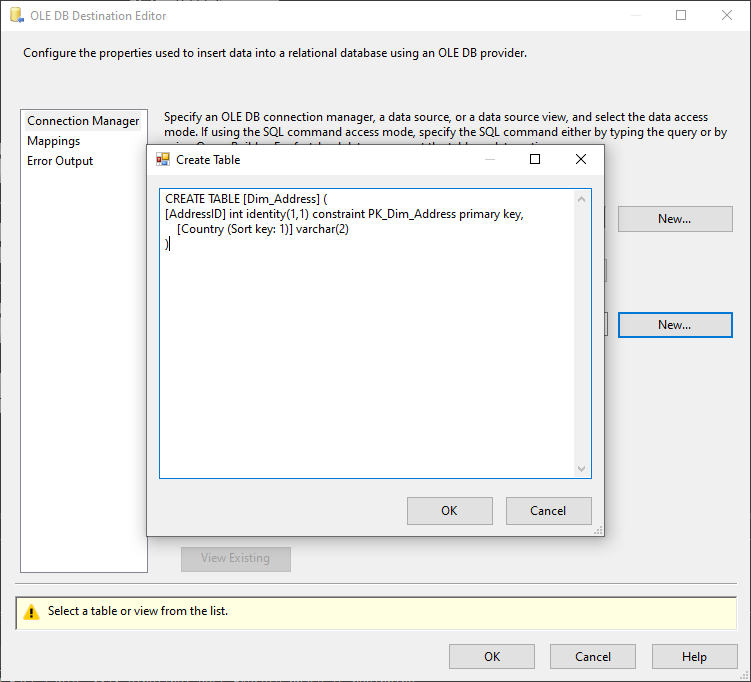 OLE DB Destination Editor
Configure the properties used to insert data into a relational database using an OLE DB provider.
Connection Manager
Mappings
Error Output
Specify an OLE DB connection manager, a data source, or a data source view, and select the data access
mode. If using the SQL command access mode, specify the SQL command either by typing the query or by
Create Table
CREATE TABLE [Dim_Address] (
[AddressID] int identity(1,1) constraint PK_Dim_Address primary key,
[Country (Sort key: 1)] varchar(2)
)
New...
New...
OK
Cancel
View Existing
Select a table or view from the list.
OK
Cancel
Help